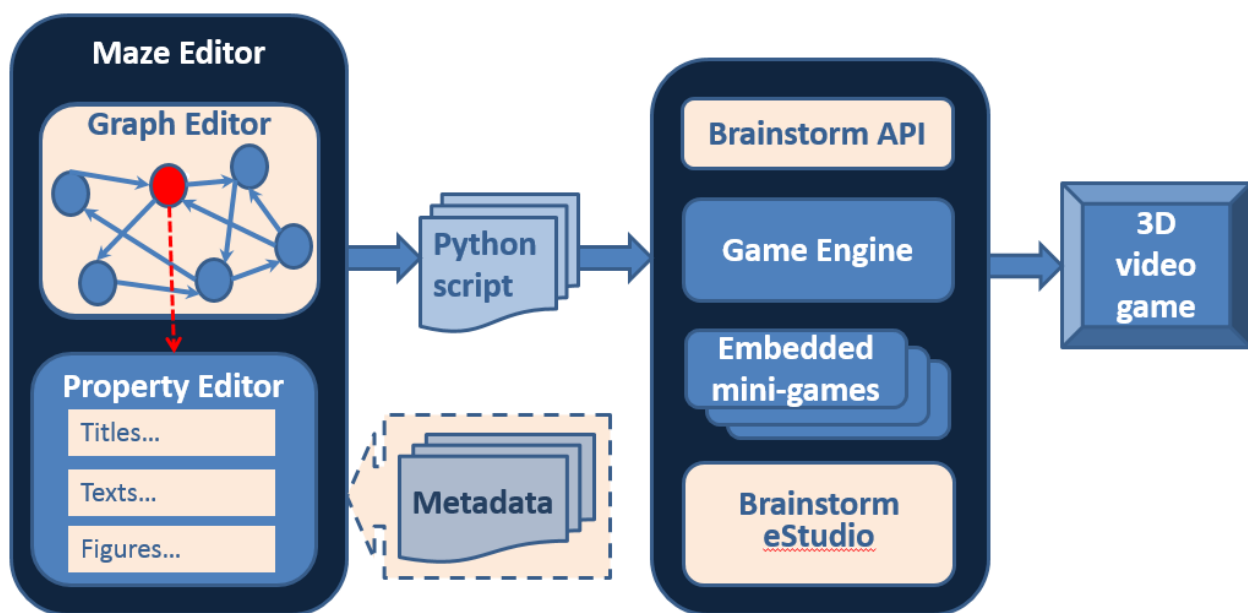 Maze Editor
Graph Editor
Property Editor
Titles...
Texts...
Figures...
Python
script
Metadata
Brainstorm API
Game Engine
Embedded
mini-games
Brainstorm
eStudio
3D
video
game